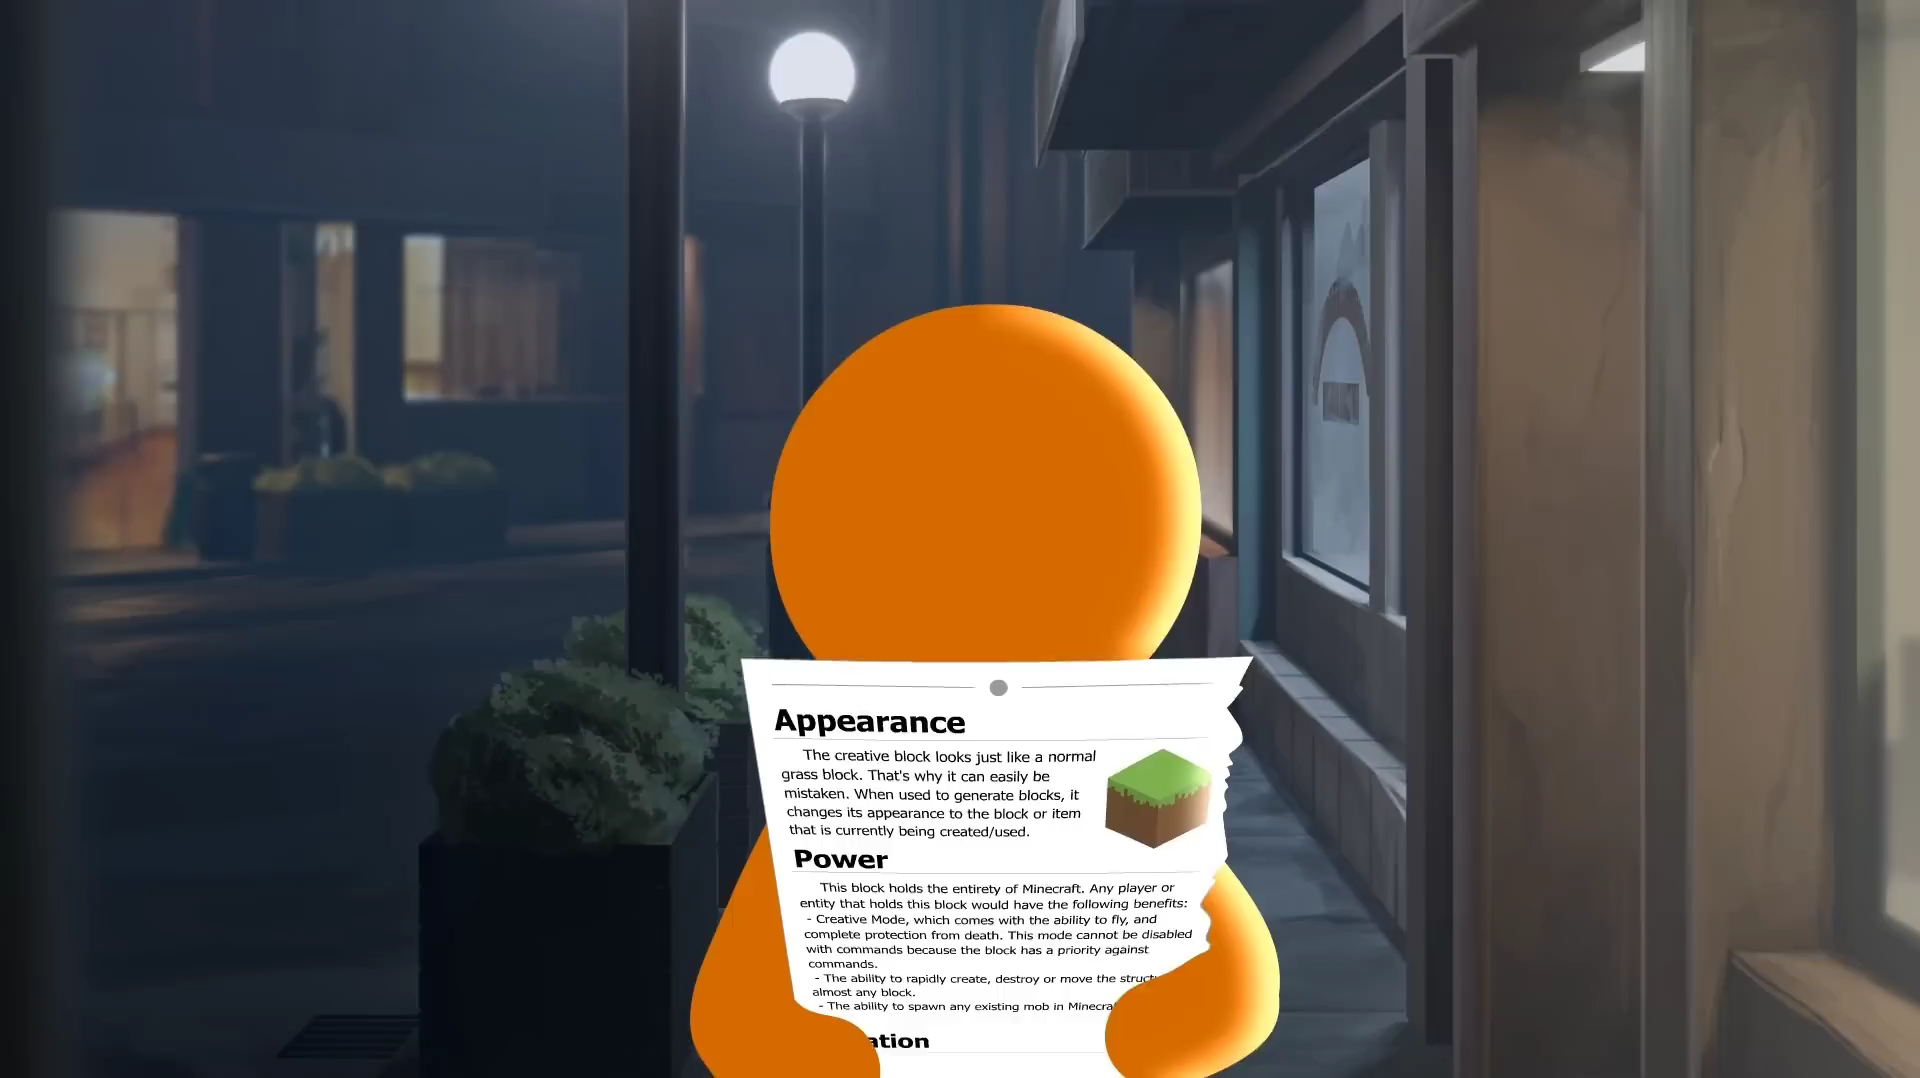 Appearance
The creative block looks just like a normal
grass block. That's why it can easily be
mistaken. When used to generate blocks, it
changes its appearance to the block or item
that is currently being created/used.
Power
This block holds the entirety of Minecraft. Any player or
entity that holds this block would have the following benefits:
- Creative Mode, which comes with the ability to fly, and
complete protection from death. This mode cannot be disabled
with commands because the block has a priority against
commands.
- The ability to rapidly create, destroy or move the
almost any block.
- The ability to spawn any existing mob in